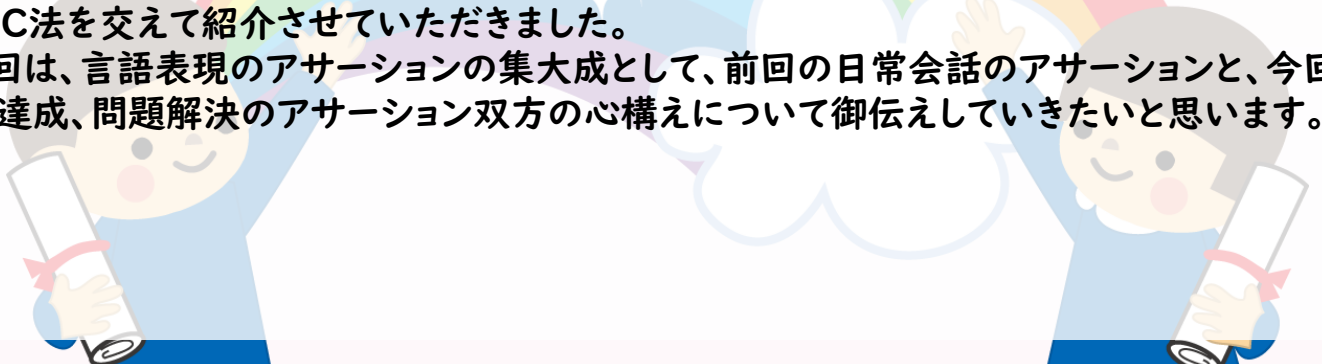 C法を交えて紹介させていただきました。
回は、言語表現のアサーションの集大成として、前回の日常会話のアサーションと、今回
達成、問題解決のアサーション双方の心構えについて御伝えしていきたいと思います。